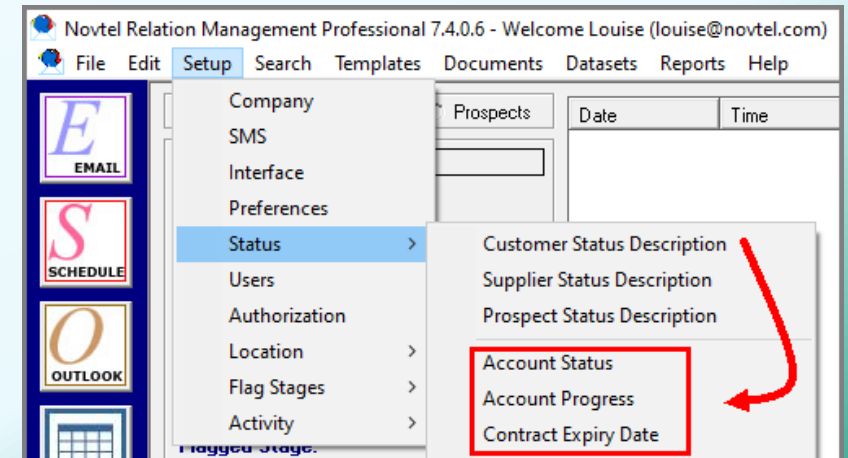 Novtel Relation Management Professional 7.4.0.6 - Welcome Louise (louise@novtel.com)
File Edit Setup Search Templates Documents Datasets Reports Help
E
EMAIL
S
SCHEDULE
O
OUTLOOK
Company
SMS
Interface
Preferences
Status >
Users
Authorization
Location >
Flag Stages >
Activity >
Flagged Stage:
Prospects
Date Time
Customer Status Description
Supplier Status Description
Prospect Status Description
Account Status
Account Progress
Contract Expiry Date